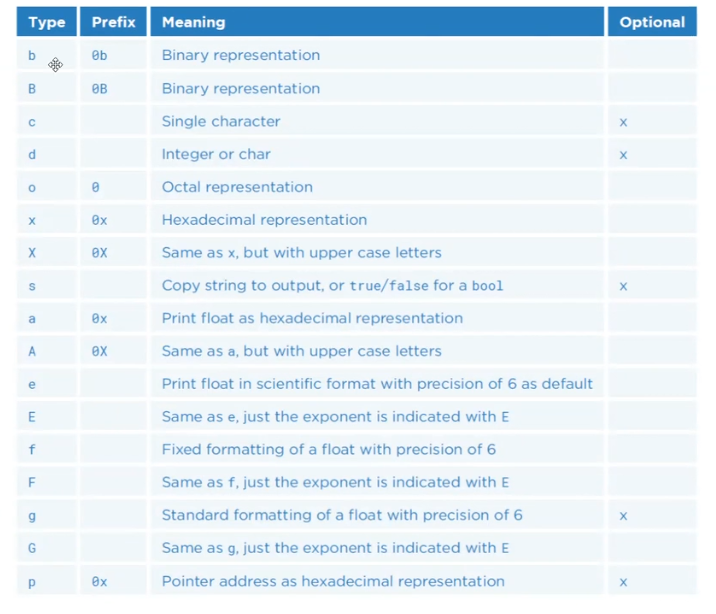 Type Prefix Meaning Optional
b 0b Binary representation
B 0B Binary representation
c Single character x
d Integer or char x
o 0 Octal representation
x 0x Hexadecimal representation
X 0X Same as x, but with upper case letters
s Copy string to output, or true/false for a bool x
a 0x Print float as hexadecimal representation
A 0X Same as a, but with upper case letters
e Print float in scientific format with precision of 6 as default
E Same as e, just the exponent is indicated with E
f Fixed formatting of a float with precision of 6
F Same as f, just the exponent is indicated with E
g Standard formatting of a float with precision of 6 x
G Same as g, just the exponent is indicated with E
p 0x Pointer address as hexadecimal representation x